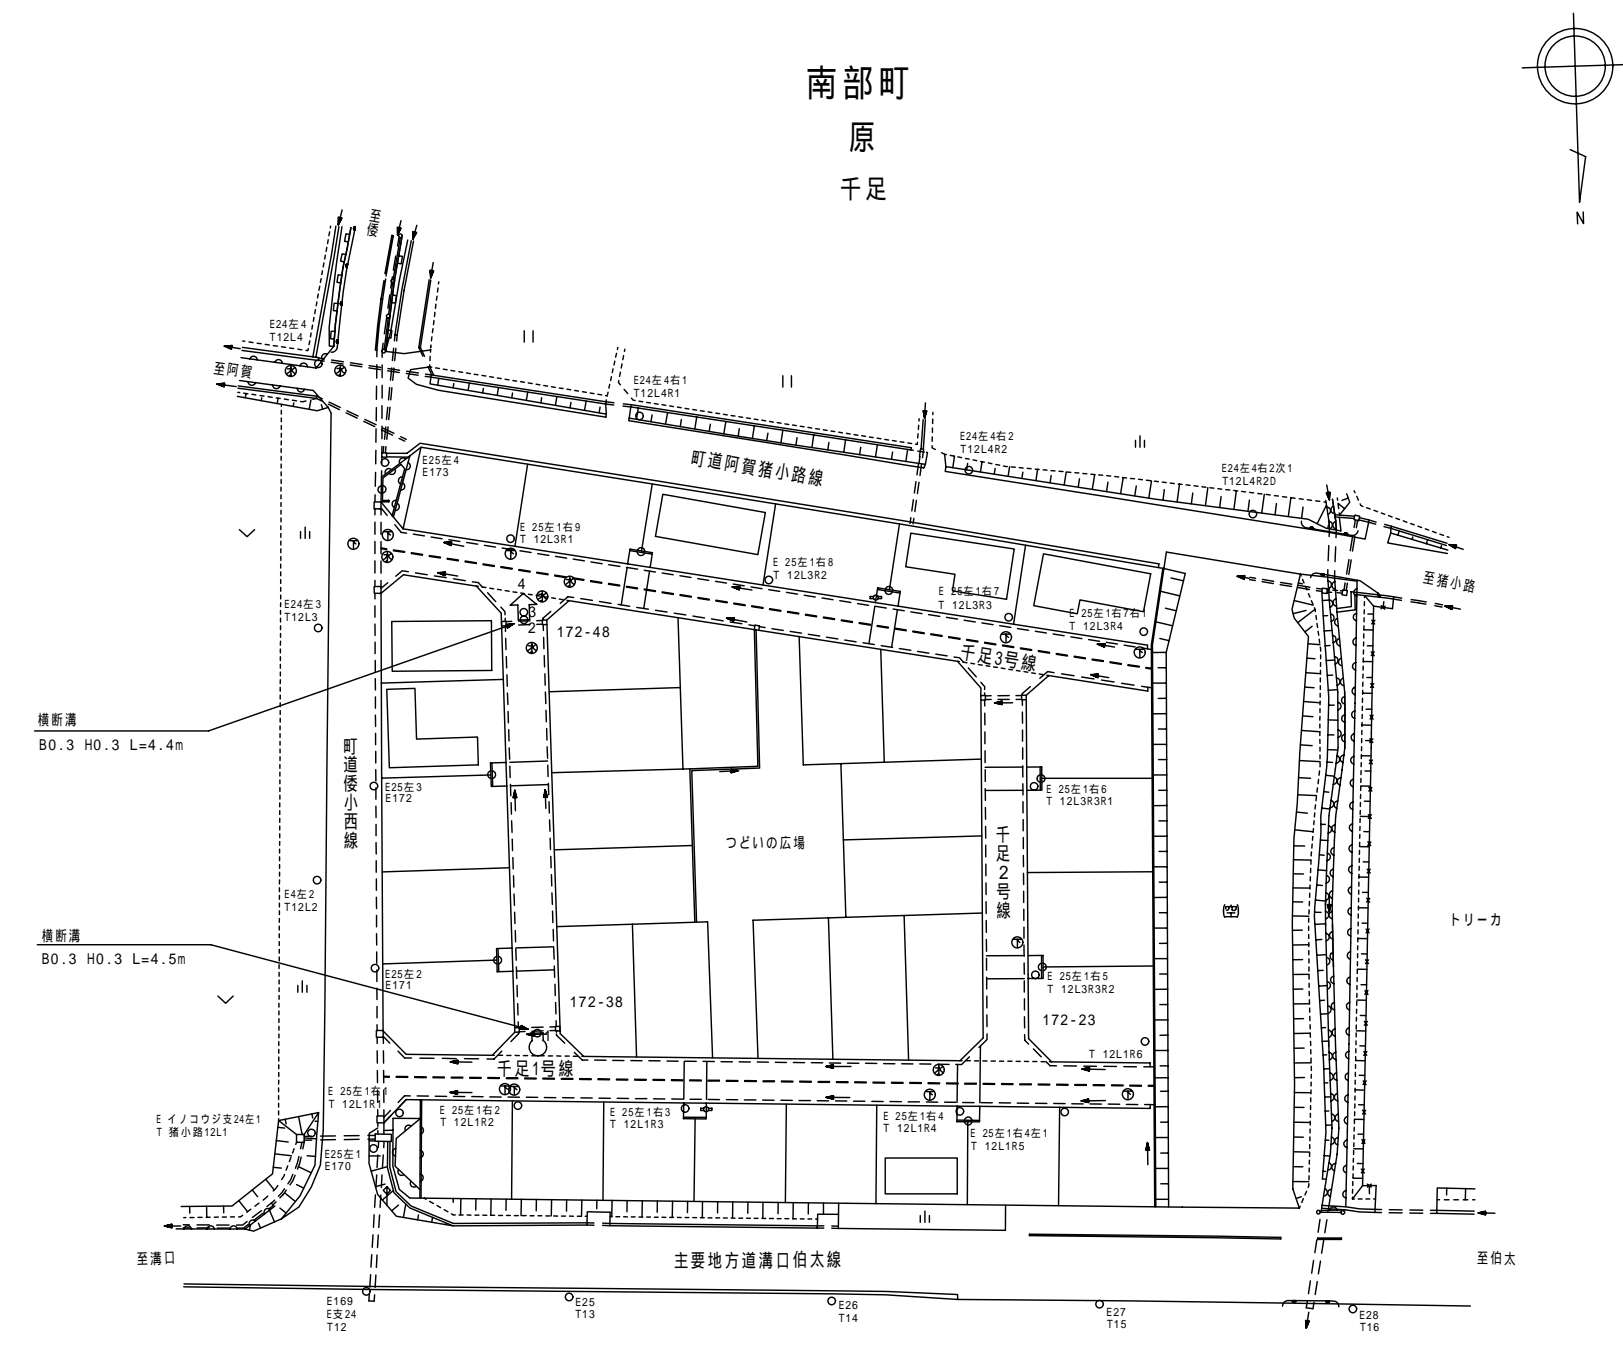 南部町
原
千足
N
至倭
E24左4
T12L4
至阿賀
E24左4右1
T12L4R1
E24左4右2
T12L4R2
E24左4右2次1
T12L4R2D
町道阿賀猪小路線
至猪小路
E25左4
E173
E 25左1右9
T 12L3R1
E 25左1右8
T 12L3R2
E 25左1右7
T 12L3R3
E 25左1右7右1
T 12L3R4
千足3号線
E24左3
T12L3
4
3
2
172-48
横断溝
B0.3 H0.3 L=4.4m
町道倭小西線
E25左3
E172
E 25左1右6
T 12L3R3R1
つどいの広場
千足2号線
E4左2
T12L2
トリーカ
横断溝
B0.3 H0.3 L=4.5m
E25左2
E171
E 25左1右5
T 12L3R3R2
172-38
172-23
1
T 12L1R6
千足1号線
E 25左1右1
T 12L1R1
E 25左1右2
T 12L1R2
E 25左1右3
T 12L1R3
E 25左1右4
T 12L1R4
E 25左1右4左1
T 12L1R5
E イノコウジ支24左1
T 猪小路12L1
E25左1
E170
至溝口
主要地方道溝口伯太線
至伯太
E169
E支24
T12
E25
T13
E26
T14
E27
T15
E28
T16